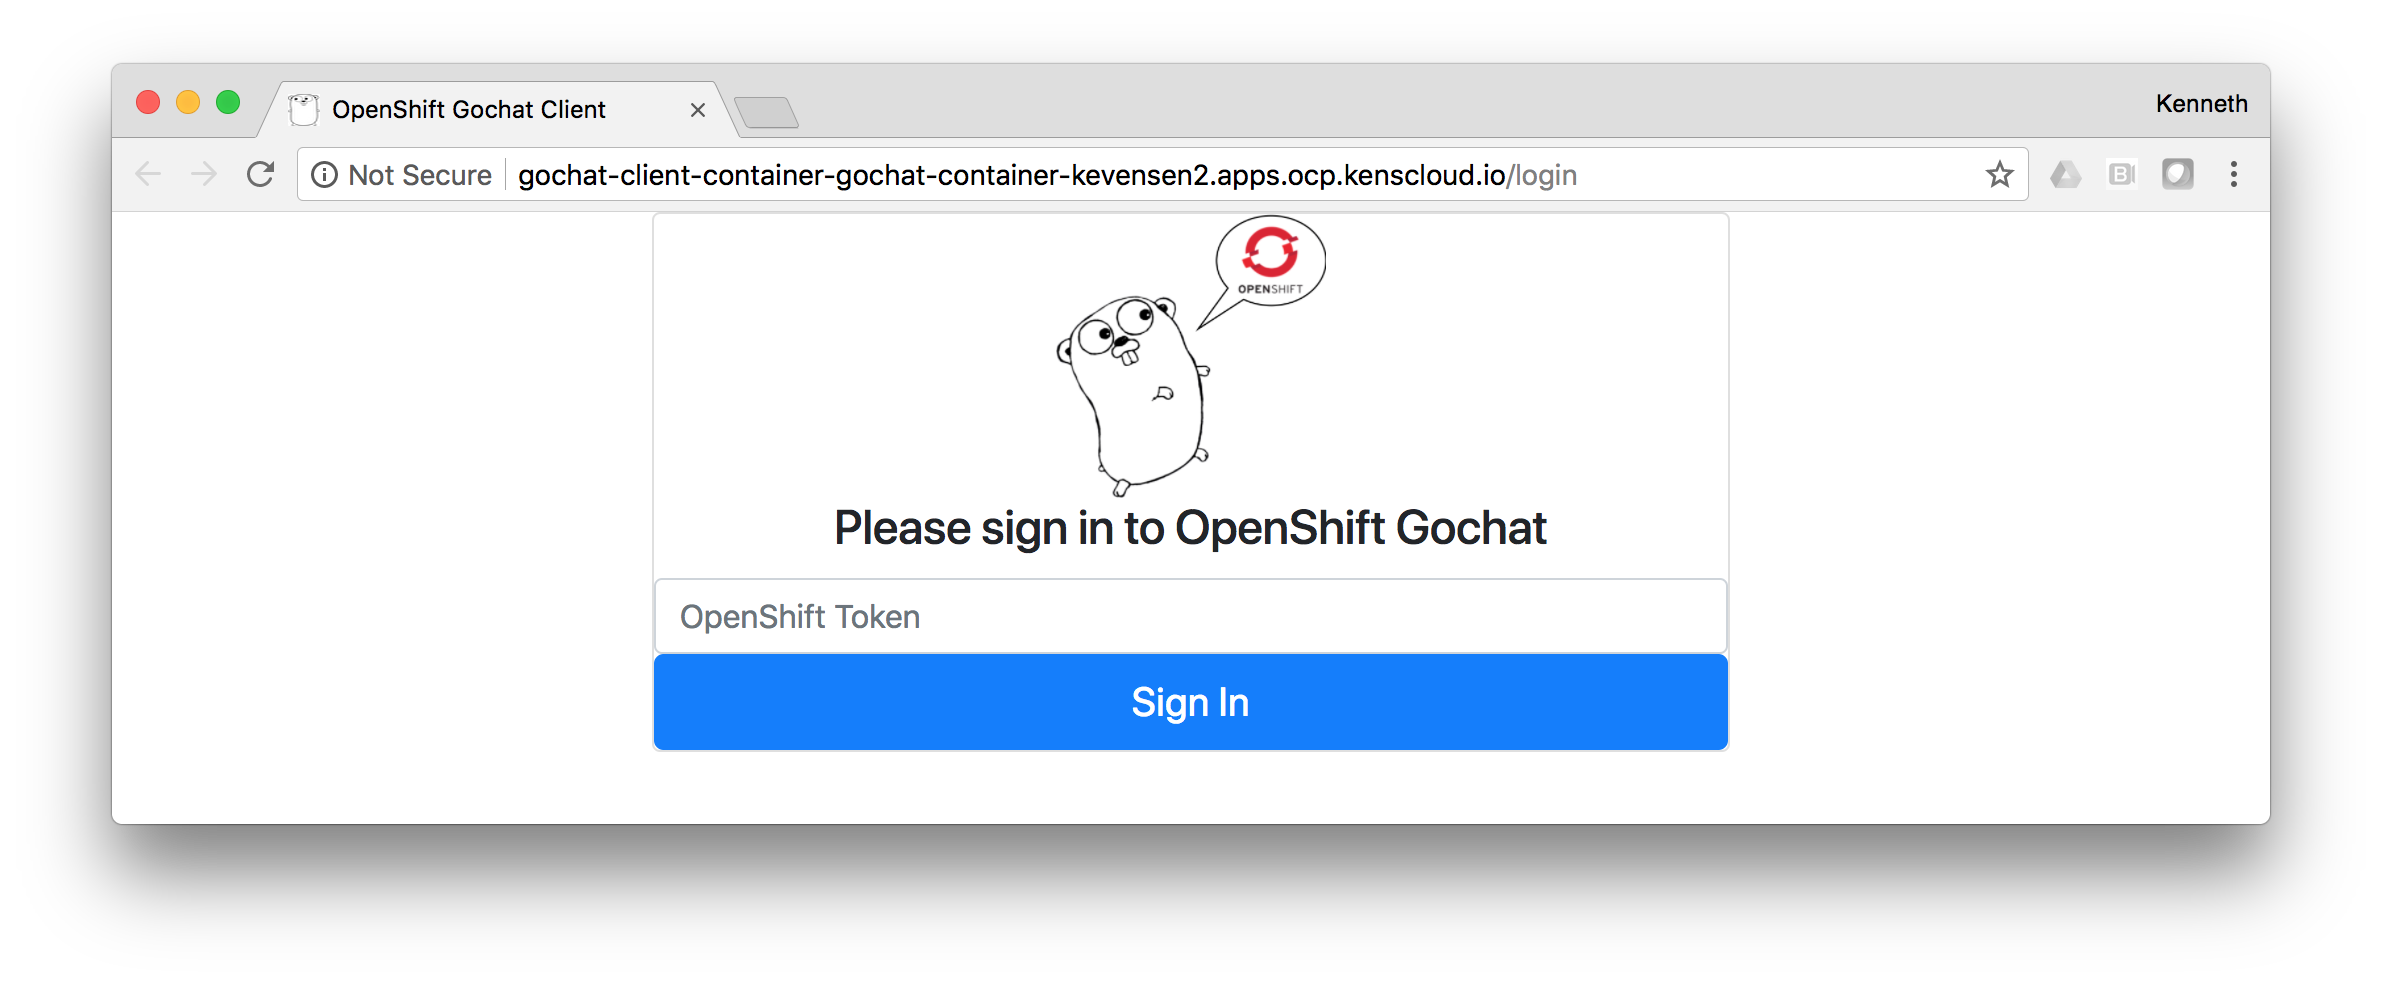 OpenShift Gochat Client
Kenneth
Not Secure
gochat-client-container-gochat-container-kevensen2.apps.ocp.kenscloud.io/login
B
OPENSHIFT
Please sign in to OpenShift Gochat
OpenShift Token
Sign In